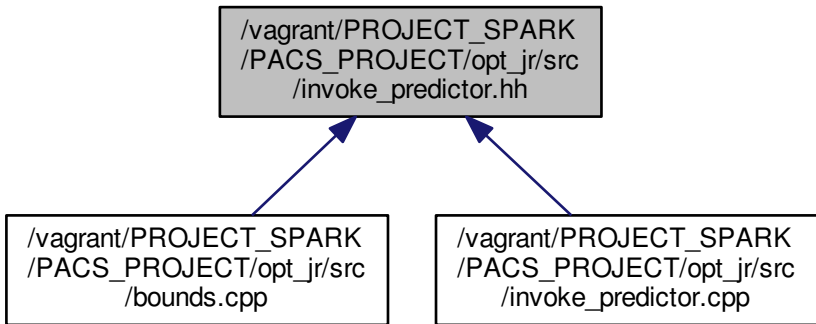 /vagrant/PROJECT_SPARK
/PACS_PROJECT/opt_jr/src
/invoke_predictor.hh
/vagrant/PROJECT_SPARK
/PACS_PROJECT/opt_jr/src
/bounds.cpp
/vagrant/PROJECT_SPARK
/PACS_PROJECT/opt_jr/src
/invoke_predictor.cpp